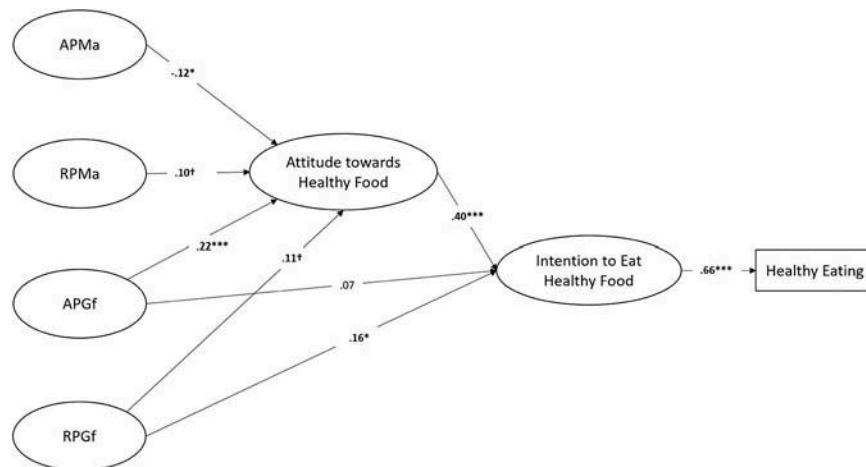 APMa
-.12*
RPMa
.10†
Attitude towards
Healthy Food
.22***
.11†
.40***
APGf
.07
Intention to Eat
Healthy Food
.66***
Healthy Eating
.16*
RPGf